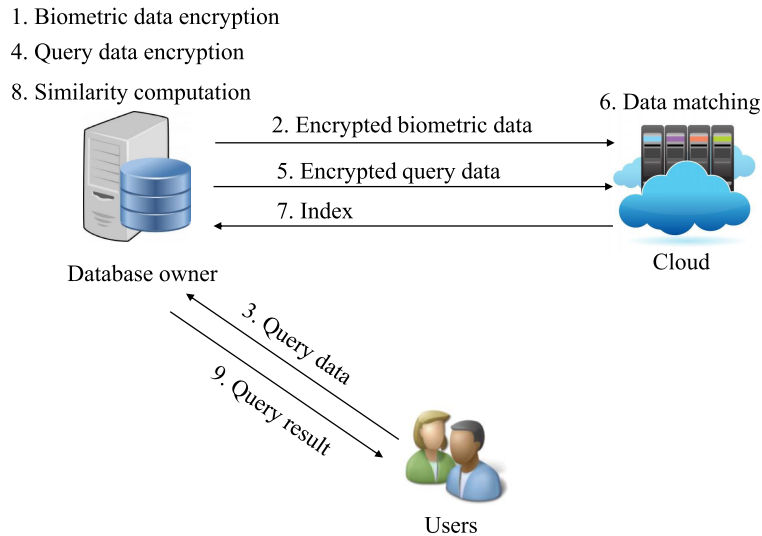 1. Biometric data encryption
4. Query data encryption
8. Similarity computation
6. Data matching
2. Encrypted biometric data
5. Encrypted query data
7. Index
Database owner
Cloud
3. Query data
9. Query result
Users